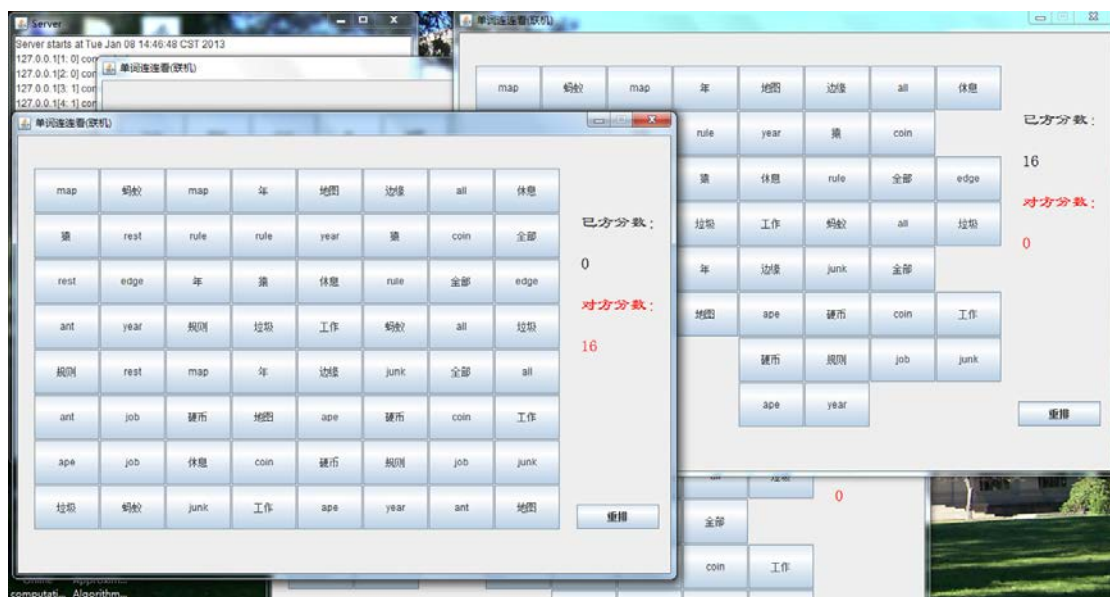 Server
Server starts at Tue Jan 08 14:46:48 CST 2013
127.0.0.1[1: 0] con
127.0.0.1[2: 0] con
127.0.0.1[3: 1] con
127.0.0.1[4: 1] con
单词连连看(联机)
单词连连看(联机)
map 蚂蚁 map 年 地图 边缘 all 休息
rule year 猿 coin
猿 休息 rule 全部 edge
垃圾 工作 蚂蚁 all 垃圾
年 边缘 junk 全部
地图 ape 硬币 coin 工作
硬币 规则 job junk
ape year
已方分数：
16
对方分数：
0
重排
单词连连看(联机)
map 蚂蚁 map 年 地图 边缘 all 休息
猿 rest rule rule year 猿 coin 全部
rest edge 年 猿 休息 rule 全部 edge
ant year 规则 垃圾 工作 蚂蚁 all 垃圾
规则 rest map 年 边缘 junk 全部 all
ant job 硬币 地图 ape 硬币 coin 工作
ape job 休息 coin 硬币 规则 job junk
垃圾 蚂蚁 junk 工作 ape year ant 地图
已方分数：
0
对方分数：
16
重排
0
全部
coin 工作
computati... Algorithm...